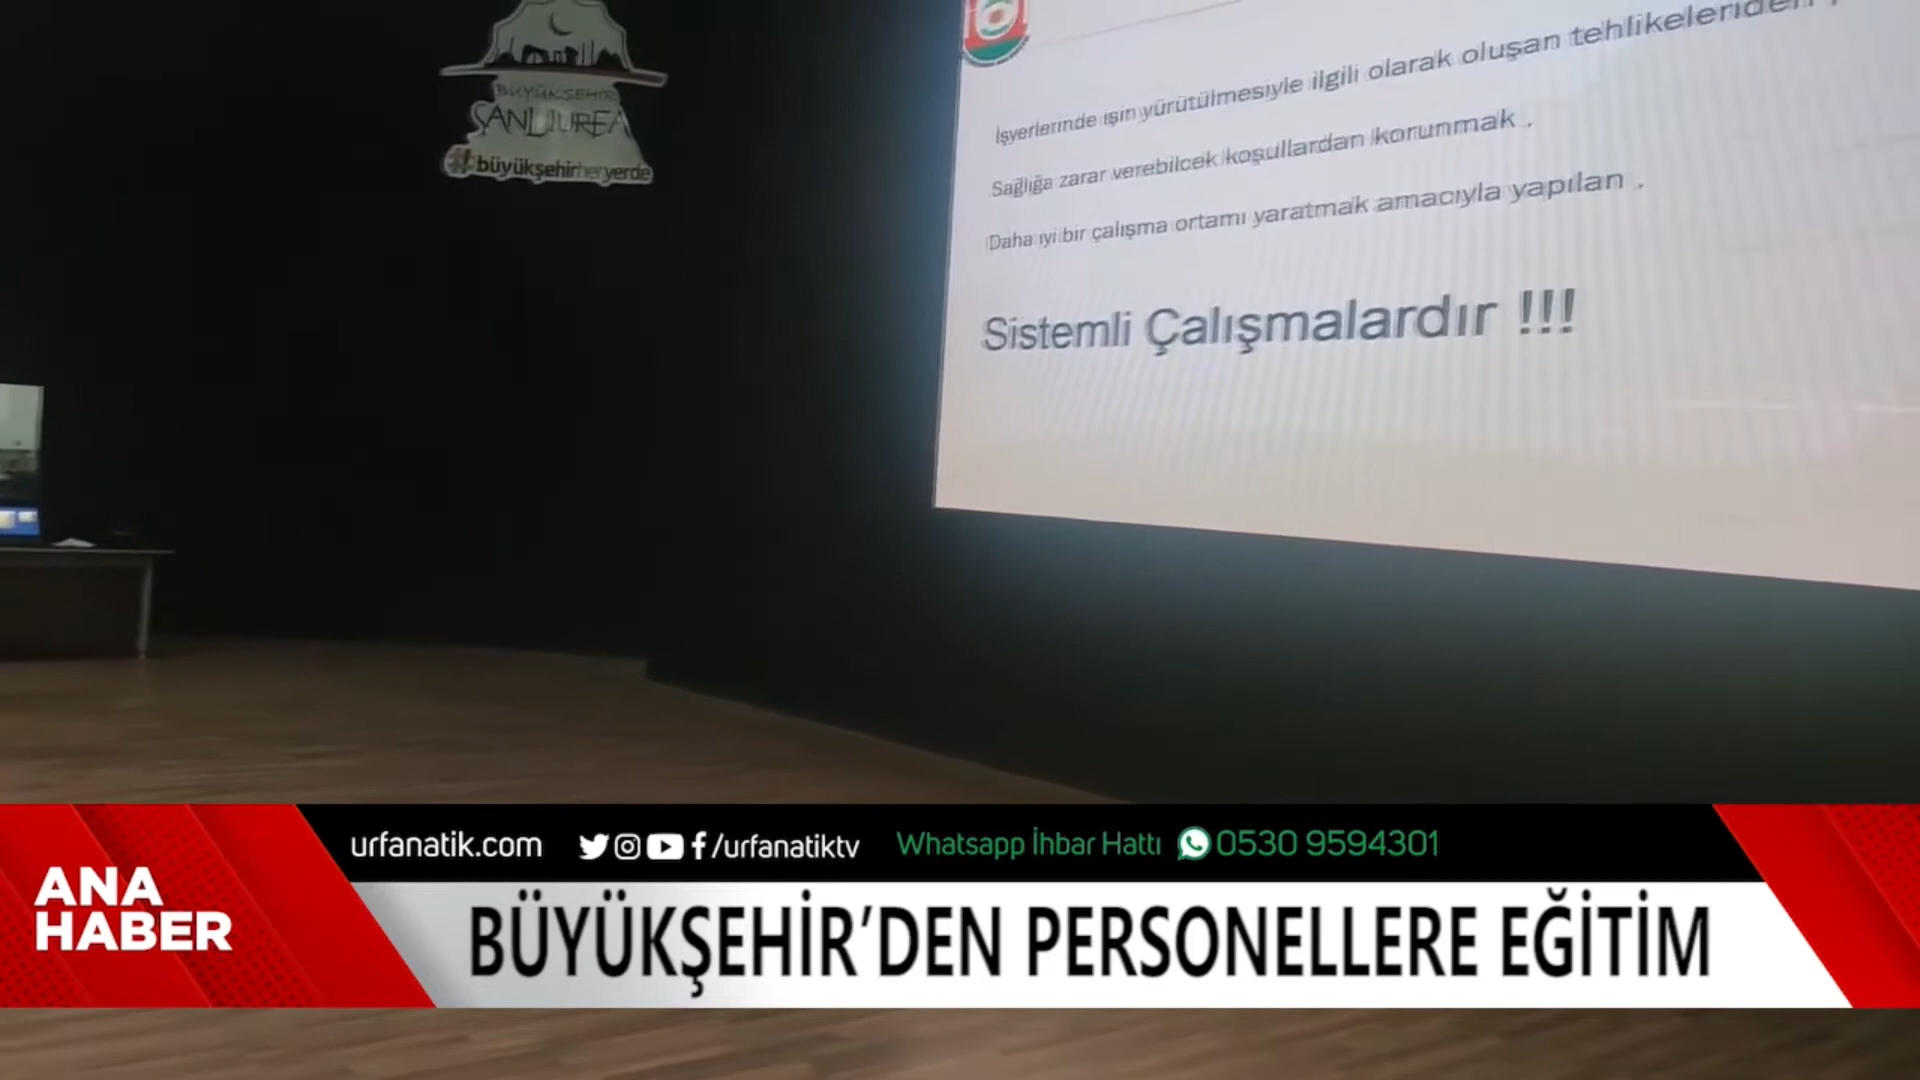 BÜYÜKŞEHİR
ŞANLIURFA
#büyükşehirheryerde
İşyerlerinde işin yürütülmesiyle ilgili olarak oluşan tehlikelerden ,
Sağlığa zarar verebilcek koşullardan korunmak .
Daha iyi bir çalışma ortamı yaratmak amacıyla yapılan .
Sistemli Çalışmalardır !!!
urfanatik.com
/urfanatiktv
Whatsapp İhbar Hattı 0530 9594301
ANA
HABER
BÜYÜKŞEHİR’DEN PERSONELLERE EĞİTİM